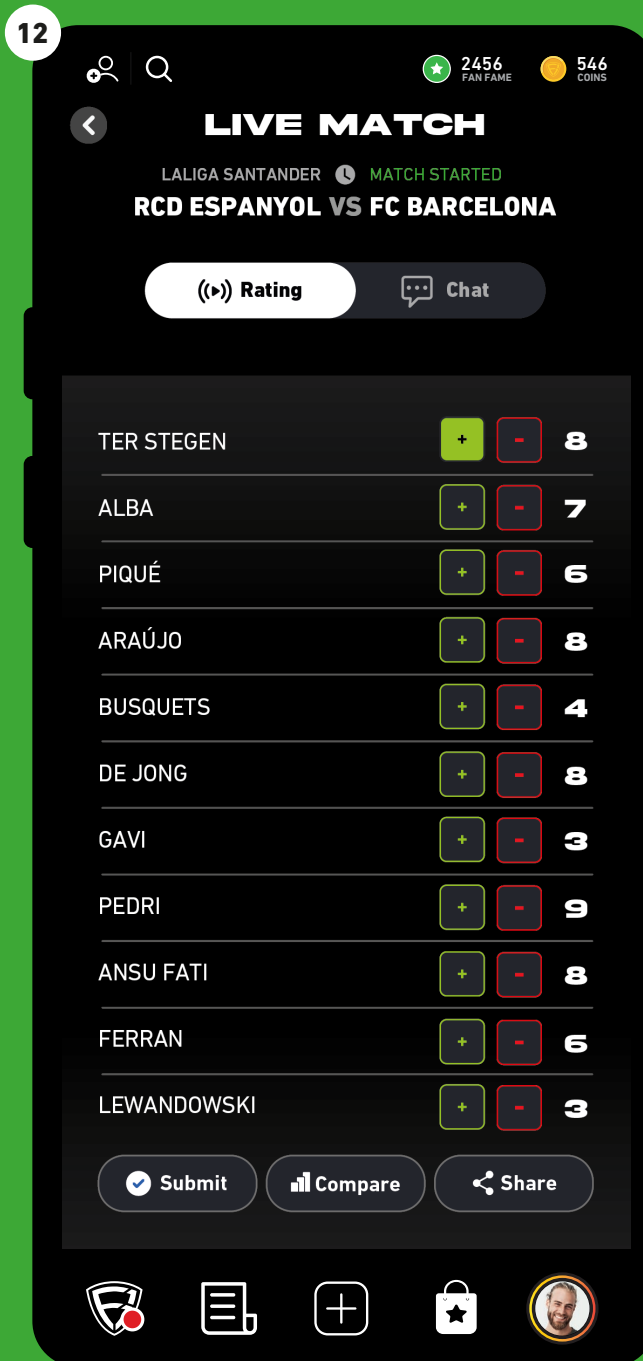 12
2456
FAN FAME
546
COINS
LIVE MATCH
LALIGA SANTANDER MATCH STARTED
RCD ESPANYOL VS FC BARCELONA
Rating
Chat
TER STEGEN + - 8
ALBA + - 7
PIQUÉ + - 6
ARAÚJO + - 8
BUSQUETS + - 4
DE JONG + - 8
GAVI + - 3
PEDRI + - 9
ANSU FATI + - 8
FERRAN + - 6
LEWANDOWSKI + - 3
Submit
Compare
Share